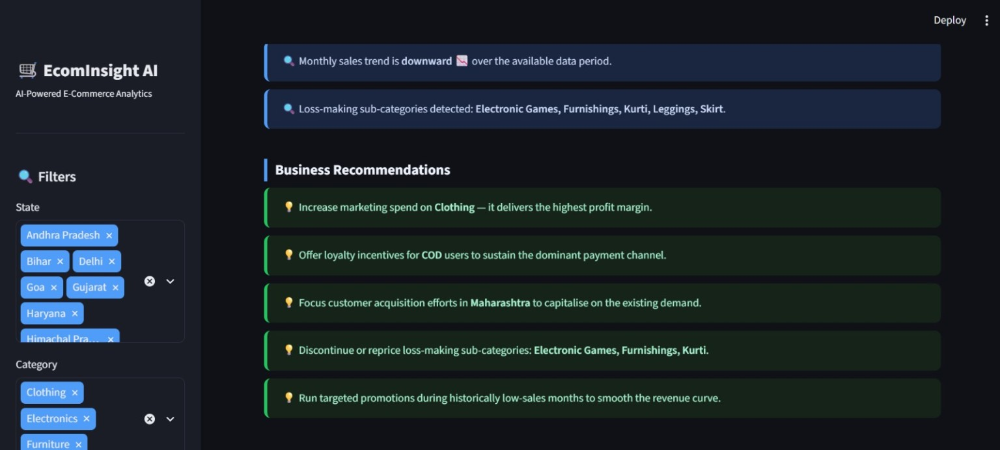 Deploy
EcomInsight AI
AI-Powered E-Commerce Analytics
Filters
State
Andhra Pradesh ×
Bihar × Delhi ×
Goa × Gujarat ×
Haryana ×
Himachal Pra... ×
Category
Clothing ×
Electronics ×
Furniture ×
Monthly sales trend is downward over the available data period.
Loss-making sub-categories detected: Electronic Games, Furnishings, Kurti, Leggings, Skirt.
Business Recommendations
Increase marketing spend on Clothing — it delivers the highest profit margin.
Offer loyalty incentives for COD users to sustain the dominant payment channel.
Focus customer acquisition efforts in Maharashtra to capitalise on the existing demand.
Discontinue or reprice loss-making sub-categories: Electronic Games, Furnishings, Kurti.
Run targeted promotions during historically low-sales months to smooth the revenue curve.